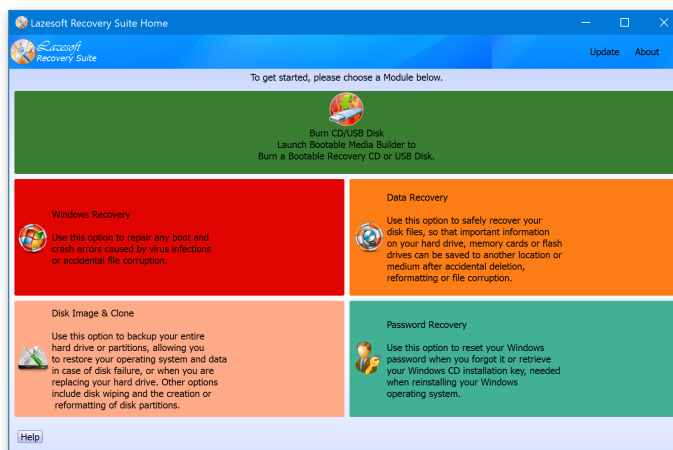 Lazesoft Recovery Suite Home
Lazesoft
Recovery Suite
Update About
To get started, please choose a Module below.
Burn CD/USB Disk
Launch Bootable Media Builder to
Burn a Bootable Recovery CD or USB Disk.
Windows Recovery
Use this option to repair any boot and
crash errors caused by virus infections
or accidental file corruption.
Data Recovery
Use this option to safely recover your
disk files, so that important information
on your hard drive, memory cards or flash
drives can be saved to another location or
medium after accidental deletion,
reformatting or file corruption.
Disk Image & Clone
Use this option to backup your entire
hard drive or partitions, allowing you
to restore your operating system and data
in case of disk failure, or when you are
replacing your hard drive. Other options
include disk wiping and the creation or
reformatting of disk partitions.
Password Recovery
Use this option to reset your Windows
password when you forgot it or retrieve
your Windows CD installation key, needed
when reinstalling your Windows
operating system.
Help